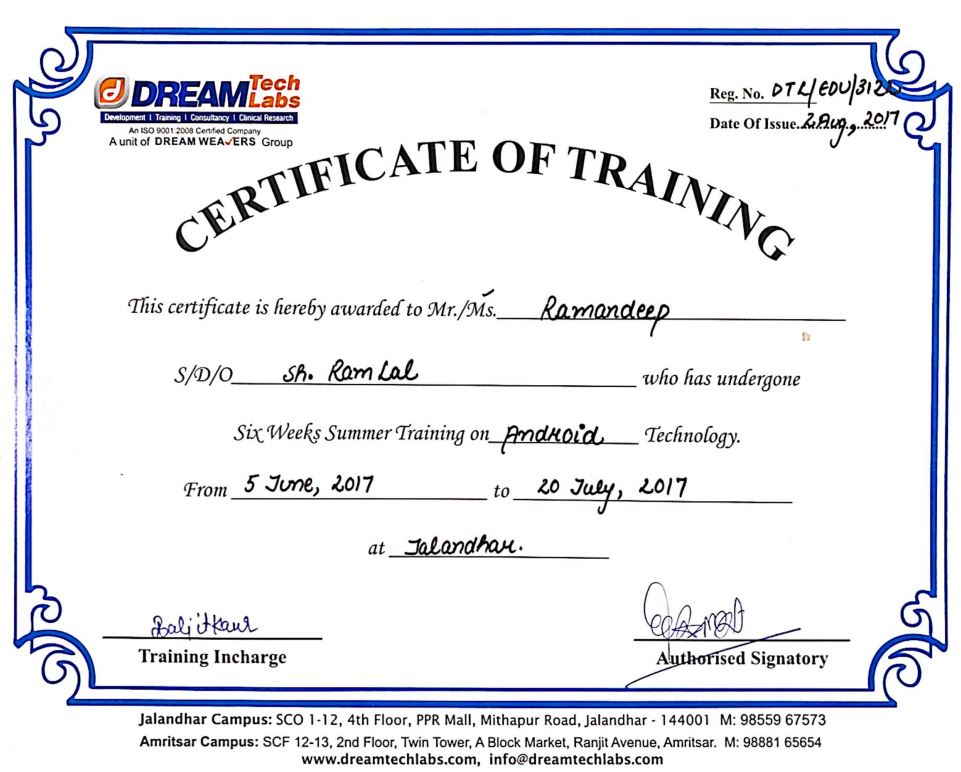 DREAM Tech Labs
Development | Training | Consultancy | Clinical Research
An ISO 9001:2008 Certified Company
A unit of DREAM WEAVERS Group
Reg. No. DTL/EDU/312
Date Of Issue..2 Aug., 2017
CERTIFICATE OF TRAINING
This certificate is hereby awarded to Mr./Ms. Ramandeep
S/D/O Sh. Ram Lal who has undergone
Six Weeks Summer Training on Android Technology.
From 5 June, 2017 to 20 July, 2017
at Jalandhar.
Baljit Kaur
Training Incharge
Authorised Signatory
Jalandhar Campus: SCO 1-12, 4th Floor, PPR Mall, Mithapur Road, Jalandhar - 144001 M: 98559 67573
Amritsar Campus: SCF 12-13, 2nd Floor, Twin Tower, A Block Market, Ranjit Avenue, Amritsar. M: 98881 65654
www.dreamtechlabs.com, info@dreamtechlabs.com